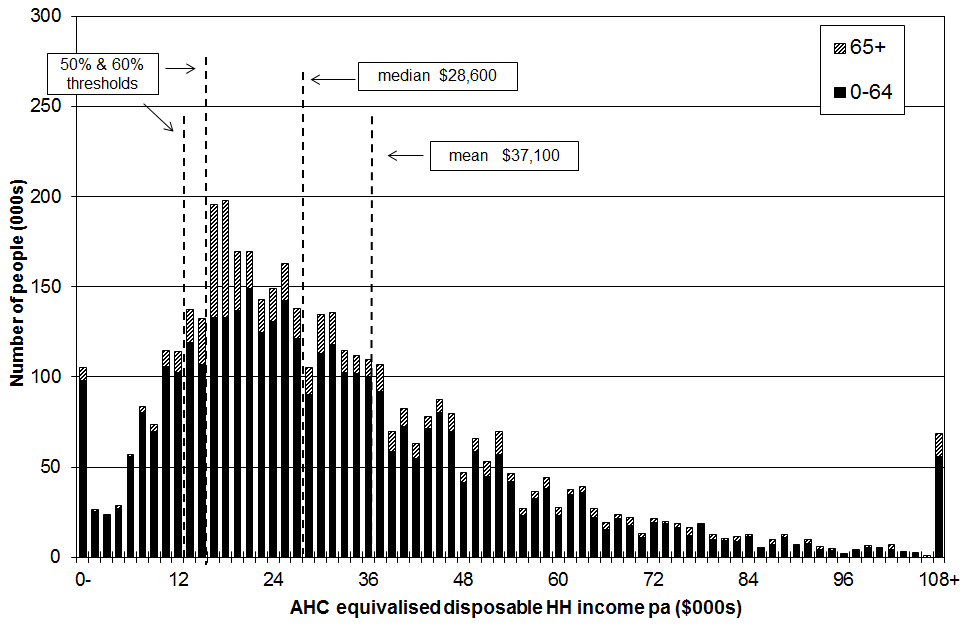 300
250
200
150
100
50
0
Number of people (000s)
50% & 60%
thresholds
median $28,600
mean $37,100
65+
0-64
0- 12 24 36 48 60 72 84 96 108+
AHC equivalised disposable HH income pa ($000s)